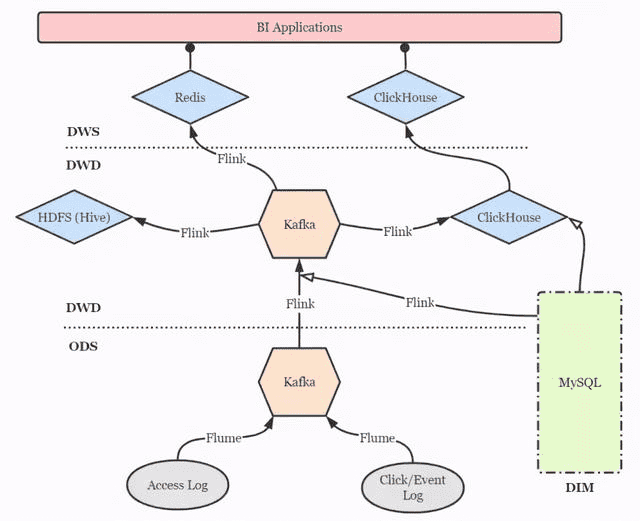 BI Applications
Redis
ClickHouse
DWS
Flink
DWD
HDFS (Hive)
Flink
Kafka
Flink
ClickHouse
Flink
Flink
DWD
ODS
Kafka
MySQL
Flume
Flume
Access Log
Click/Event
Log
DIM